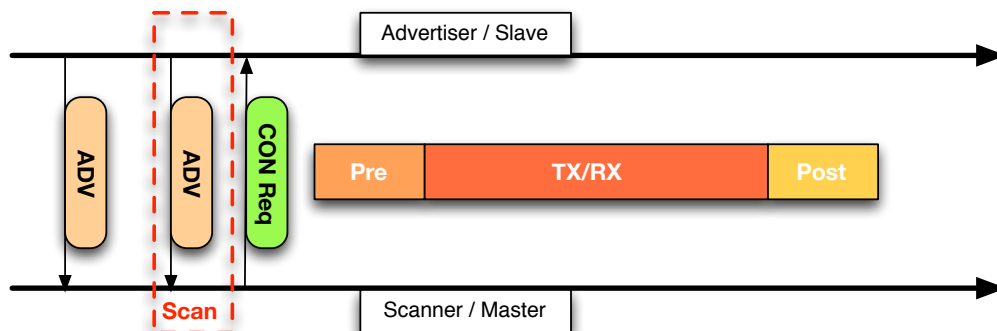 Advertiser / Slave
ADV
ADV
CON Req
Pre
TX/RX
Post
Scan
Scanner / Master